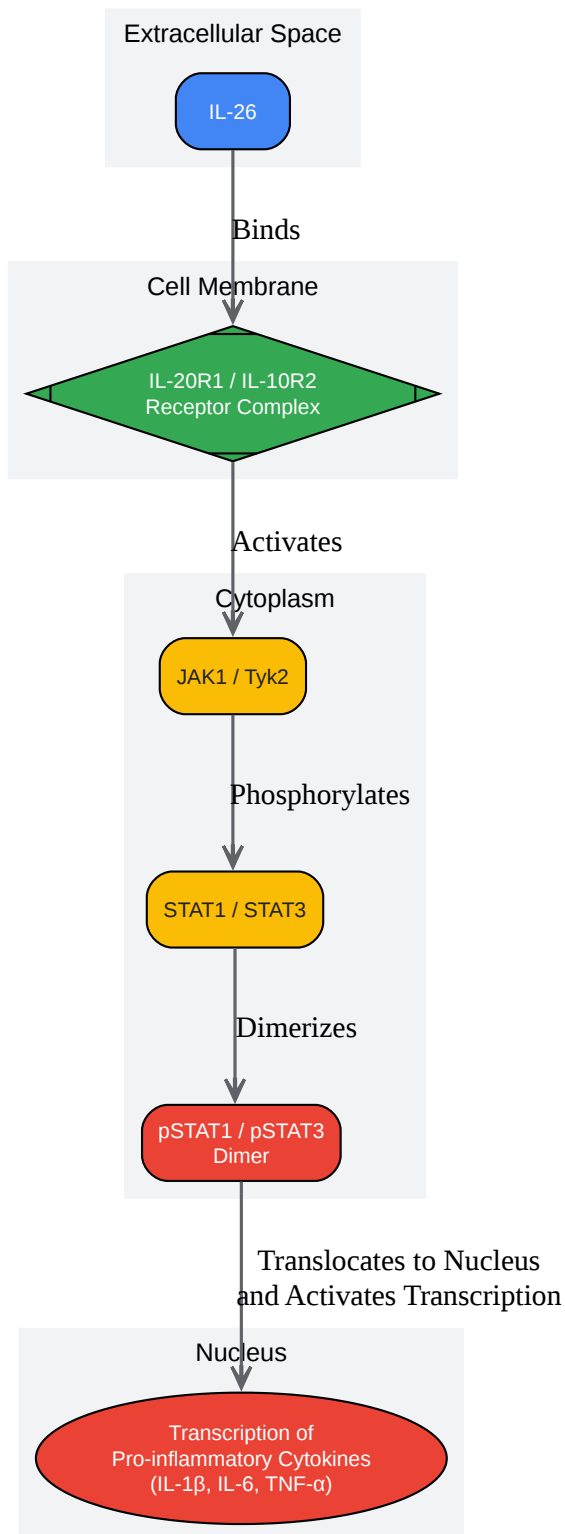 Extracellular Space
IL-26
Binds
Cell Membrane
IL-20R1 / IL-10R2
Receptor Complex
Activates
Cytoplasm
JAK1 / Tyk2
Phosphorylates
STAT1 / STAT3
Dimerizes
pSTAT1 / pSTAT3
Dimer
Translocates to Nucleus
and Activates Transcription
Nucleus
Transcription of
Pro-inflammatory Cytokines
(IL-1β, IL-6, TNF-α)